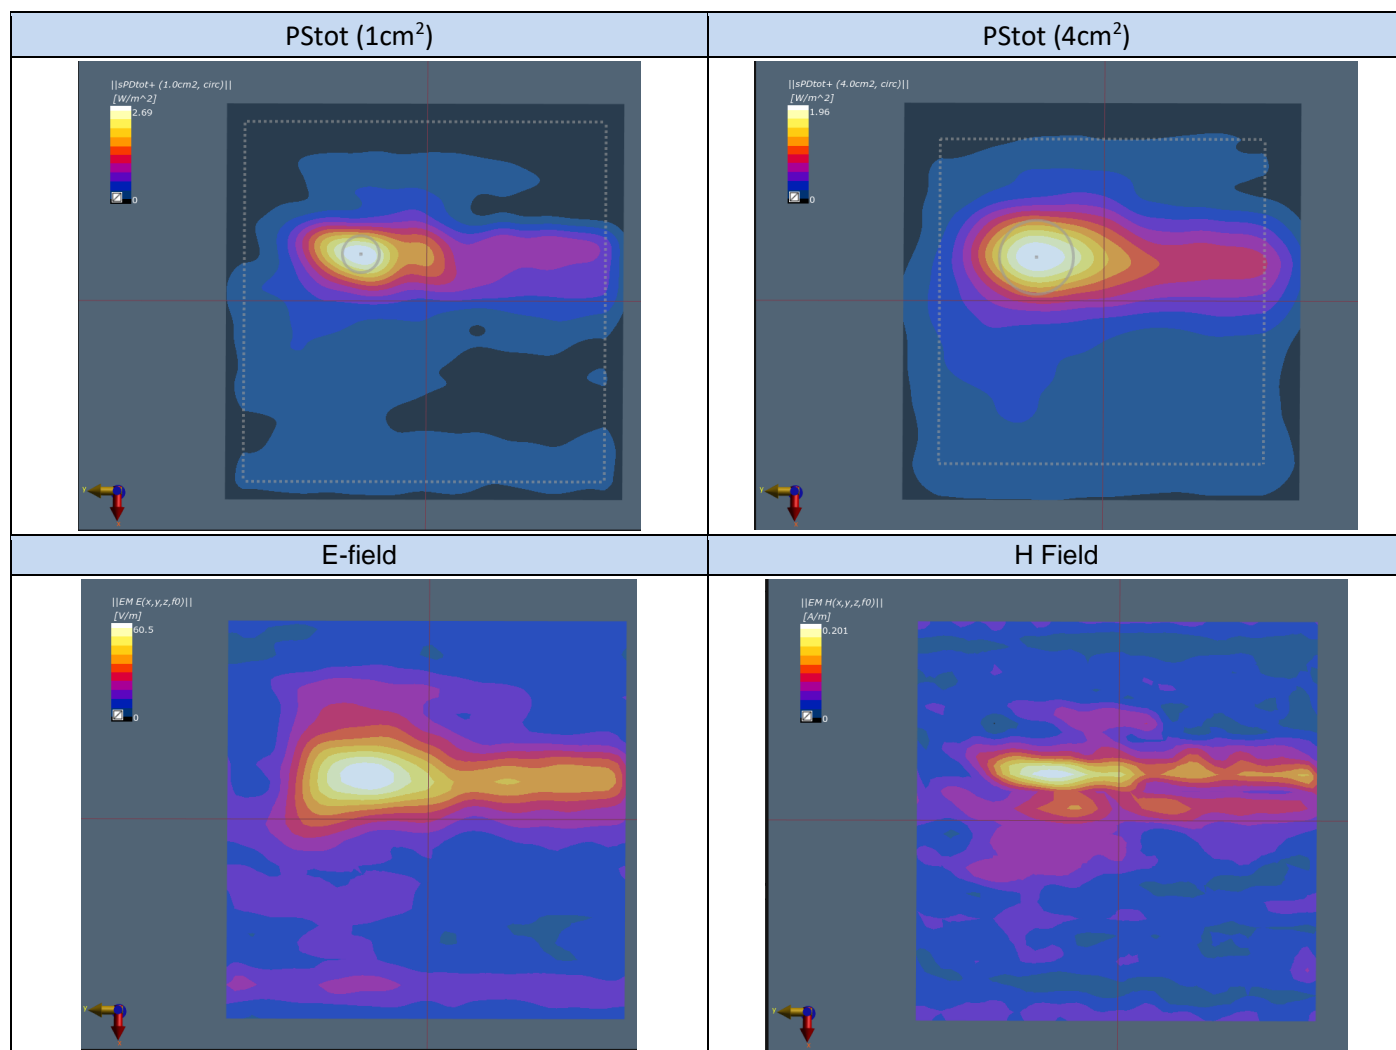 PStot (1cm²)
PStot (4cm²)
||sPDtot+ (1.0cm2, circ)||
[W/m^2]
2.69
0
y
||sPDtot+ (4.0cm2, circ)||
[W/m^2]
1.96
0
y
E-field
H Field
||EM E(x,y,z,f0)||
[V/m]
60.5
0
y
||EM H(x,y,z,f0)||
[A/m]
0.201
0
y